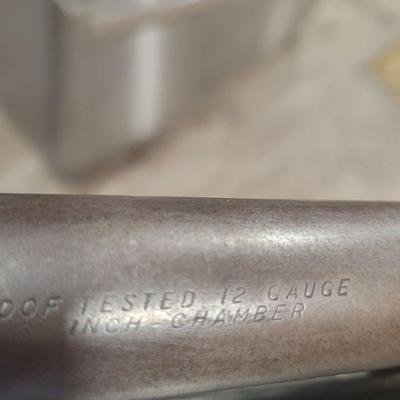 OOF TESTED 12 GAUGE
INCH-CHAMBER